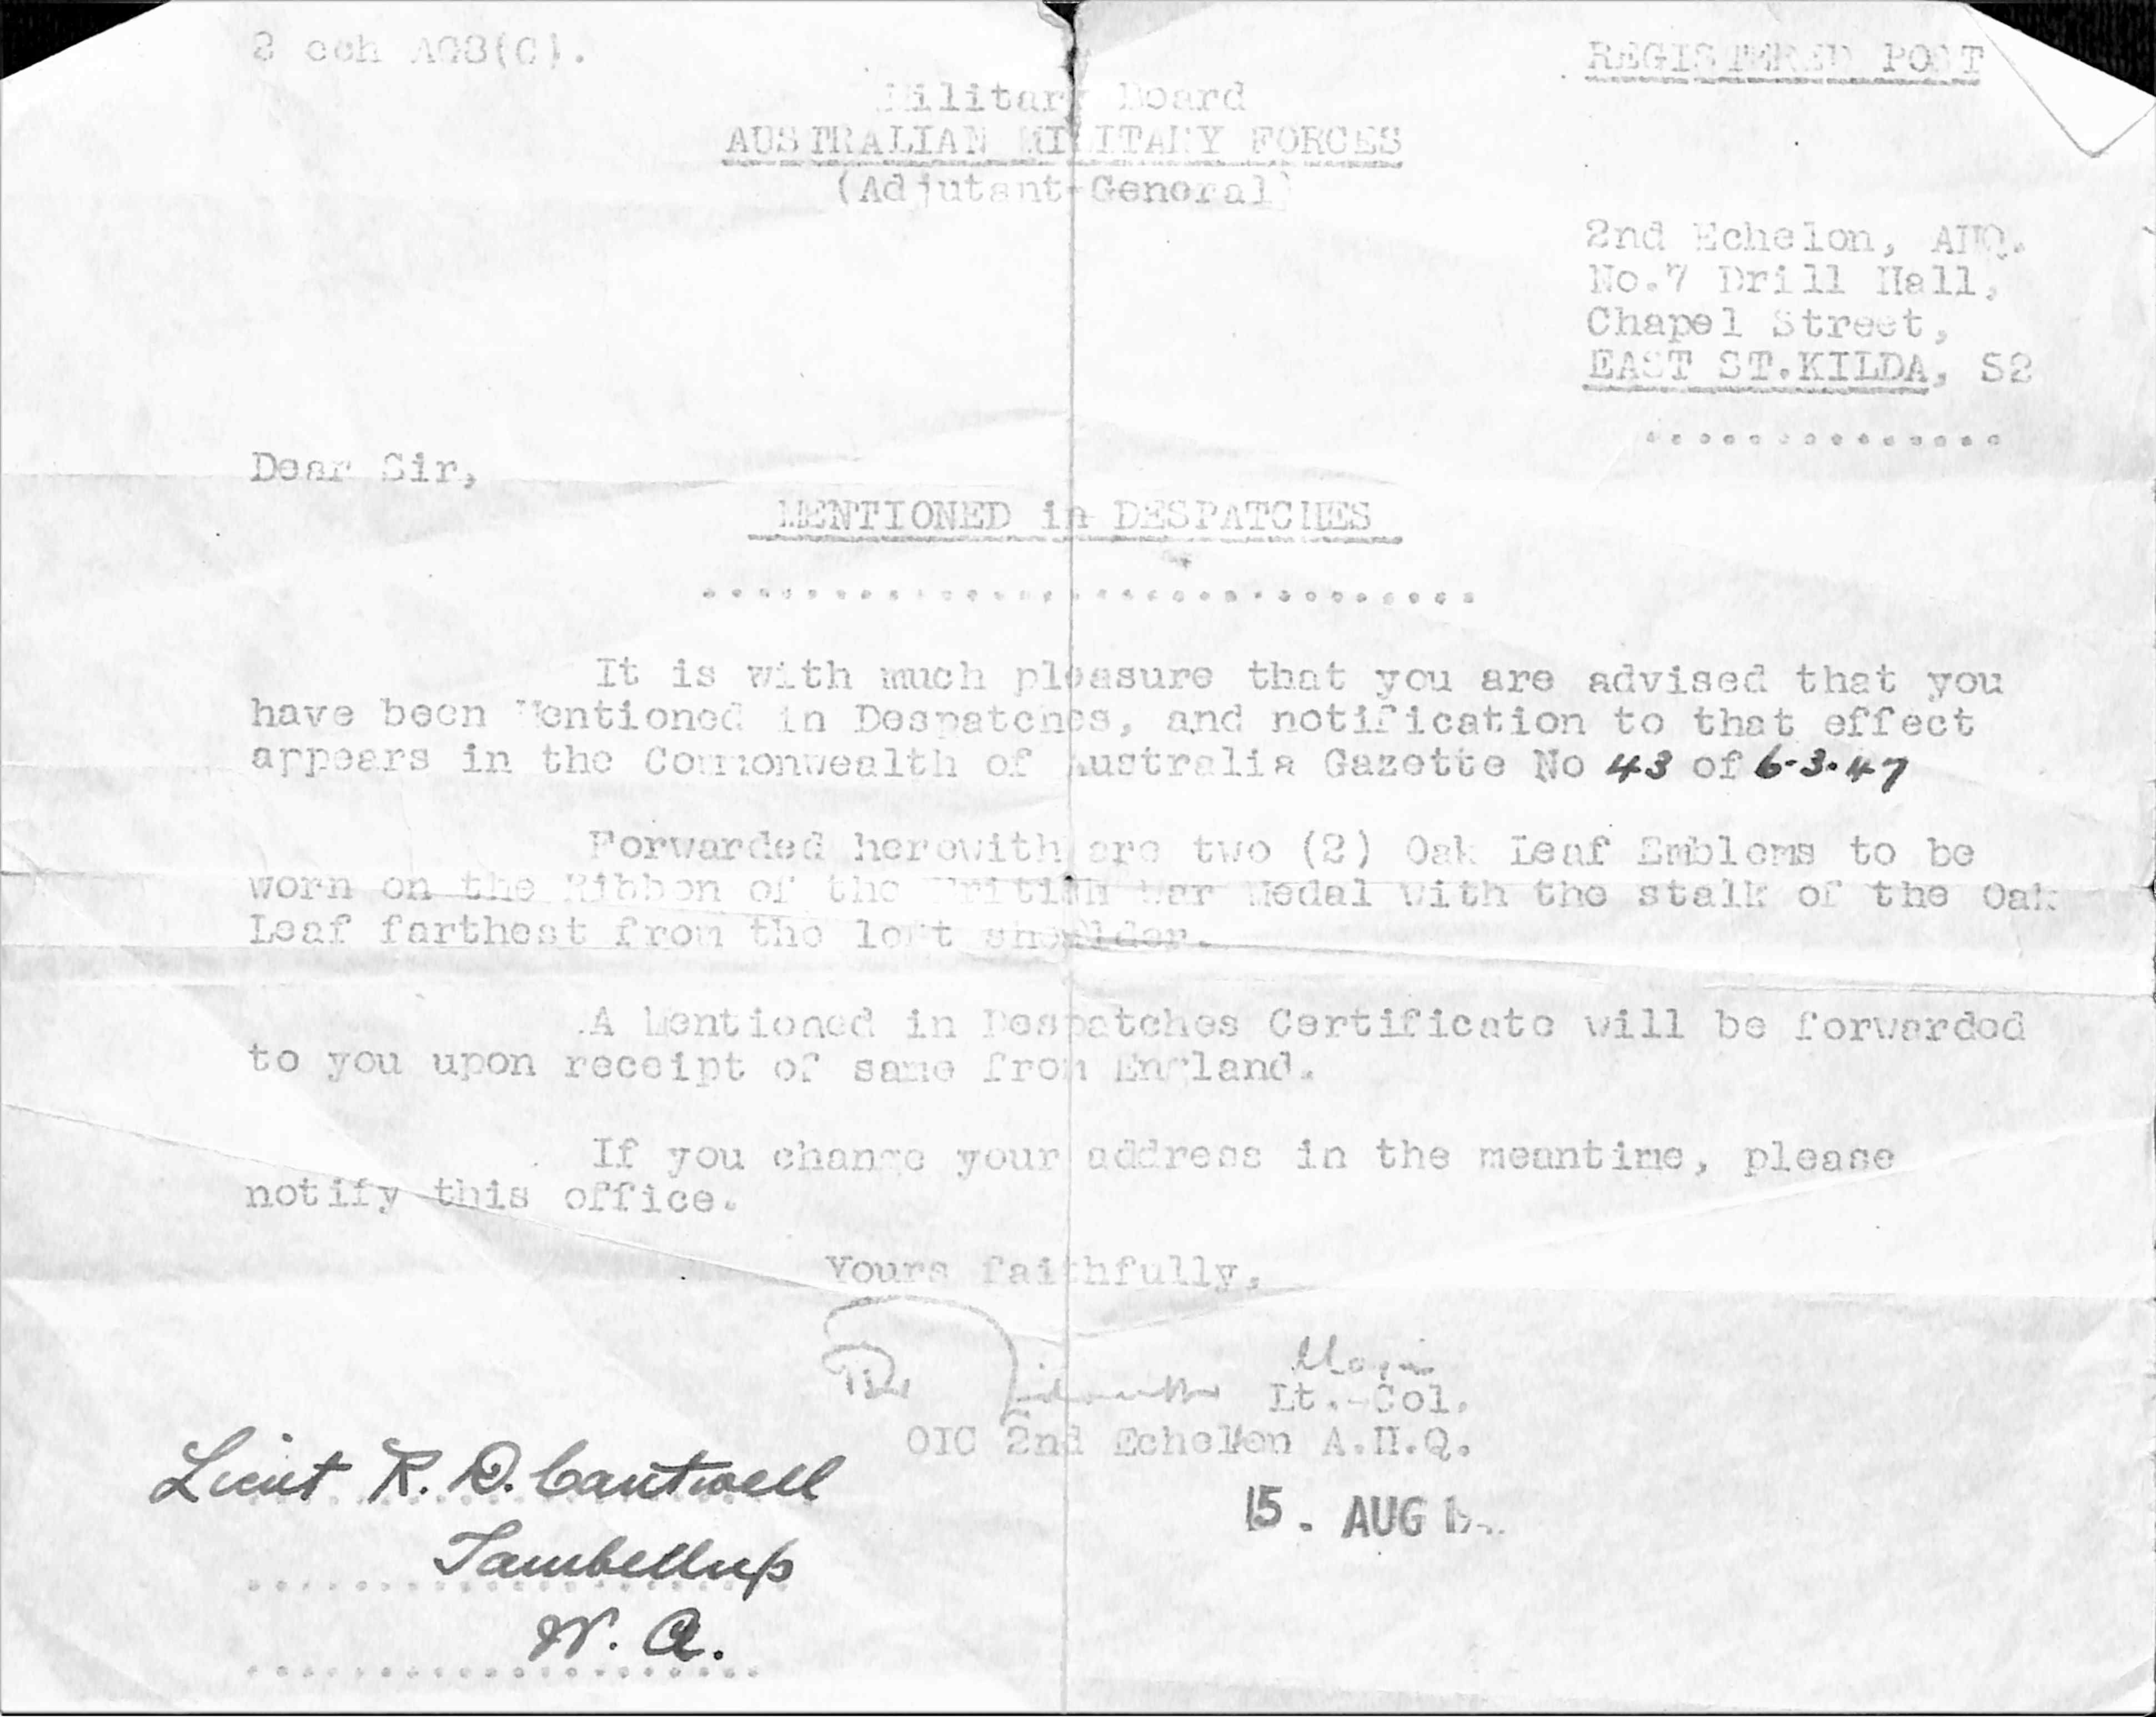 2 ech AG8(C).
REGISTERED POST
Military Board
AUSTRALIAN MILITARY FORCES
(Adjutant-General)
2nd Echelon, AHQ.
No.7 Drill Hall,
Chapel Street,
EAST ST.KILDA, S2
Dear Sir,
MENTIONED in DESPATCHES
It is with much pleasure that you are advised that you
have been Mentioned in Despatches, and notification to that effect
appears in the Commonwealth of Australia Gazette No 43 of 6-3-47
Forwarded herewith are two (2) Oak Leaf Emblems to be
worn on the Ribbon of the British War Medal with the stalk of the Oak
Leaf farthest from the left shoulder.
A Mentioned in Despatches Certificate will be forwarded
to you upon receipt of same from England.
If you change your address in the meantime, please
notify this office.
Yours faithfully,
Major
Lt.-Col.
OIC 2nd Echelon A.H.Q.
Lieut R. D. Cantwell
15. AUG
Tambellup
W. A.